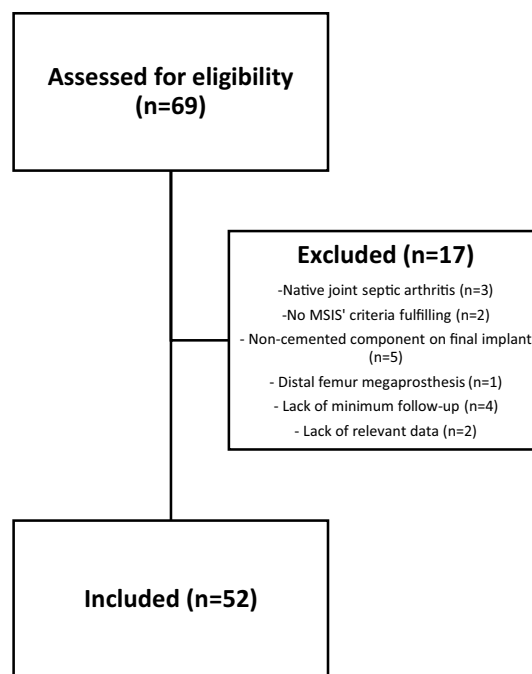 Assessed for eligibility
(n=69)
Excluded (n=17)
-Native joint septic arthritis (n=3)
-No MSIS' criteria fulfilling (n=2)
- Non-cemented component on final implant
(n=5)
- Distal femur megaprosthesis (n=1)
- Lack of minimum follow-up (n=4)
- Lack of relevant data (n=2)
Included (n=52)